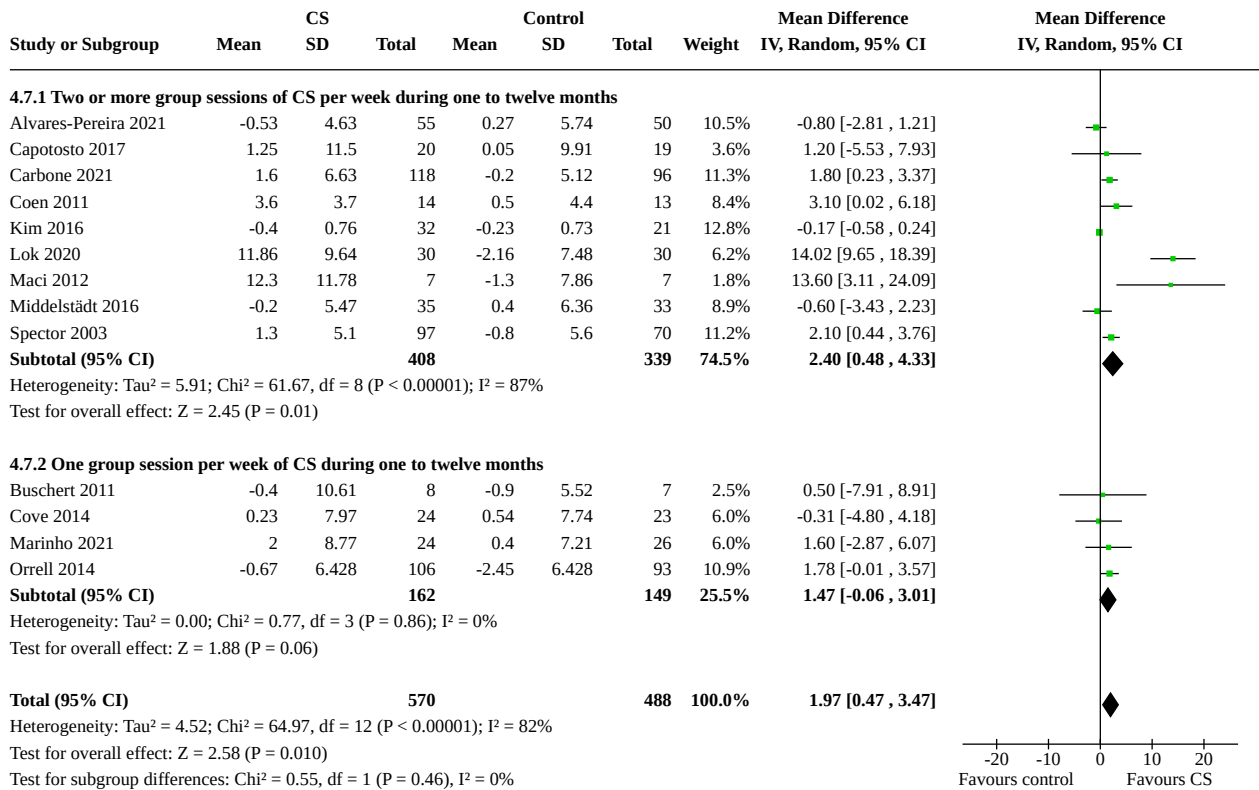 CS Control Mean Difference Mean Difference
Study or Subgroup Mean SD Total Mean SD Total Weight IV, Random, 95% CI IV, Random, 95% CI
4.7.1 Two or more group sessions of CS per week during one to twelve months
Alvares-Pereira 2021 -0.53 4.63 55 0.27 5.74 50 10.5% -0.80 [-2.81 , 1.21]
Capotosto 2017 1.25 11.5 20 0.05 9.91 19 3.6% 1.20 [-5.53 , 7.93]
Carbone 2021 1.6 6.63 118 -0.2 5.12 96 11.3% 1.80 [0.23 , 3.37]
Coen 2011 3.6 3.7 14 0.5 4.4 13 8.4% 3.10 [0.02 , 6.18]
Kim 2016 -0.4 0.76 32 -0.23 0.73 21 12.8% -0.17 [-0.58 , 0.24]
Lok 2020 11.86 9.64 30 -2.16 7.48 30 6.2% 14.02 [9.65 , 18.39]
Maci 2012 12.3 11.78 7 -1.3 7.86 7 1.8% 13.60 [3.11 , 24.09]
Middelstädt 2016 -0.2 5.47 35 0.4 6.36 33 8.9% -0.60 [-3.43 , 2.23]
Spector 2003 1.3 5.1 97 -0.8 5.6 70 11.2% 2.10 [0.44 , 3.76]
Subtotal (95% CI) 408 339 74.5% 2.40 [0.48 , 4.33]
Heterogeneity: Tau² = 5.91; Chi² = 61.67, df = 8 (P < 0.00001); I² = 87%
Test for overall effect: Z = 2.45 (P = 0.01)
4.7.2 One group session per week of CS during one to twelve months
Buschert 2011 -0.4 10.61 8 -0.9 5.52 7 2.5% 0.50 [-7.91 , 8.91]
Cove 2014 0.23 7.97 24 0.54 7.74 23 6.0% -0.31 [-4.80 , 4.18]
Marinho 2021 2 8.77 24 0.4 7.21 26 6.0% 1.60 [-2.87 , 6.07]
Orrell 2014 -0.67 6.428 106 -2.45 6.428 93 10.9% 1.78 [-0.01 , 3.57]
Subtotal (95% CI) 162 149 25.5% 1.47 [-0.06 , 3.01]
Heterogeneity: Tau² = 0.00; Chi² = 0.77, df = 3 (P = 0.86); I² = 0%
Test for overall effect: Z = 1.88 (P = 0.06)
Total (95% CI) 570 488 100.0% 1.97 [0.47 , 3.47]
Heterogeneity: Tau² = 4.52; Chi² = 64.97, df = 12 (P < 0.00001); I² = 82%
Test for overall effect: Z = 2.58 (P = 0.010)
Test for subgroup differences: Chi² = 0.55, df = 1 (P = 0.46), I² = 0%
-20 -10 0 10 20
Favours control Favours CS